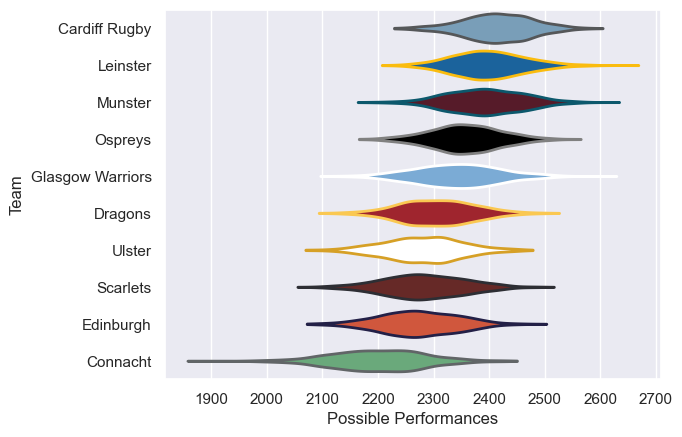 Cardiff Rugby
Leinster
Munster
Ospreys
Glasgow Warriors
Dragons
Ulster
Scarlets
Edinburgh
Connacht
Team
1900 2000 2100 2200 2300 2400 2500 2600 2700
Possible Performances